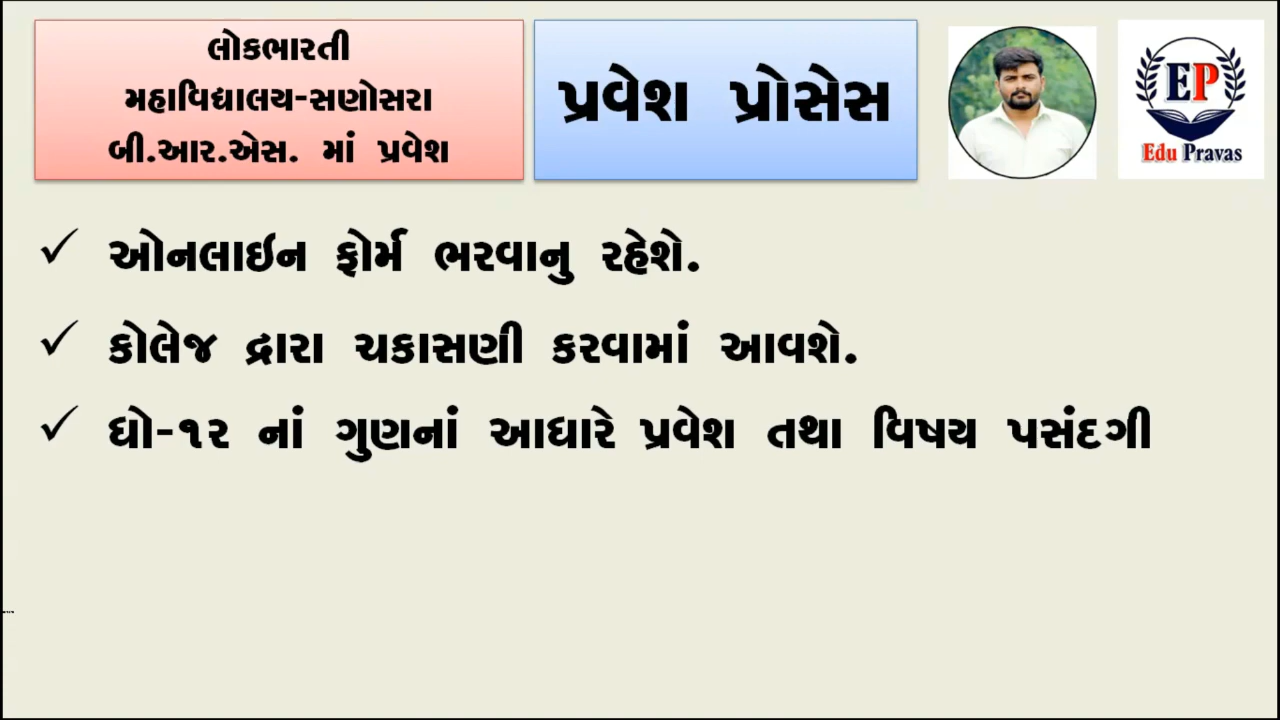 લોકભારતી
મહાવિદ્યાલય-સણોસરા
બી.આર.એસ. માં પ્રવેશ
પ્રવેશ પ્રોસેસ
EP
Edu Pravas
✓ ઓનલાઇન ફોર્મ ભરવાનુ રહેશે.
✓ કોલેજ દ્રારા ચકાસણી કરવામાં આવશે.
✓ ધો-૧૨ નાં ગુણનાં આધારે પ્રવેશ તથા વિષય પસંદગી